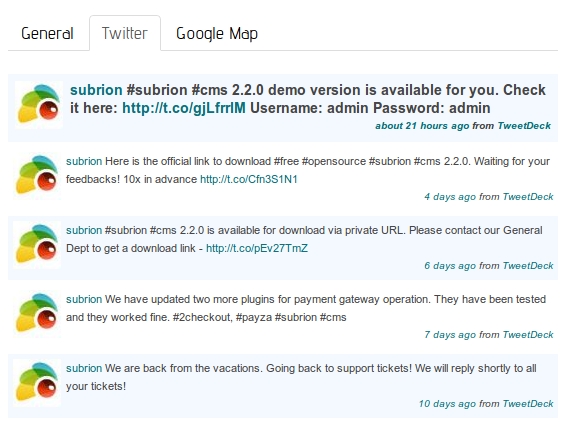 General Twitter Google Map
subrion #subrion #cms 2.2.0 demo version is available for you. Check
it here: http://t.co/gjLfrrIM Username: admin Password: admin
about 21 hours ago from TweetDeck
subrion Here is the official link to download #free #opensource #subrion #cms 2.2.0. Waiting for your
feedbacks! 10x in advance http://t.co/Cfn3S1N1
4 days ago from TweetDeck
subrion #subrion #cms 2.2.0 is available for download via private URL. Please contact our General
Dept to get a download link - http://t.co/pEv27TmZ
6 days ago from TweetDeck
subrion We have updated two more plugins for payment gateway operation. They have been tested
and they worked fine. #2checkout, #payza #subrion #cms
7 days ago from TweetDeck
subrion We are back from the vacations. Going back to support tickets! We will reply shortly to all
your tickets!
10 days ago from TweetDeck